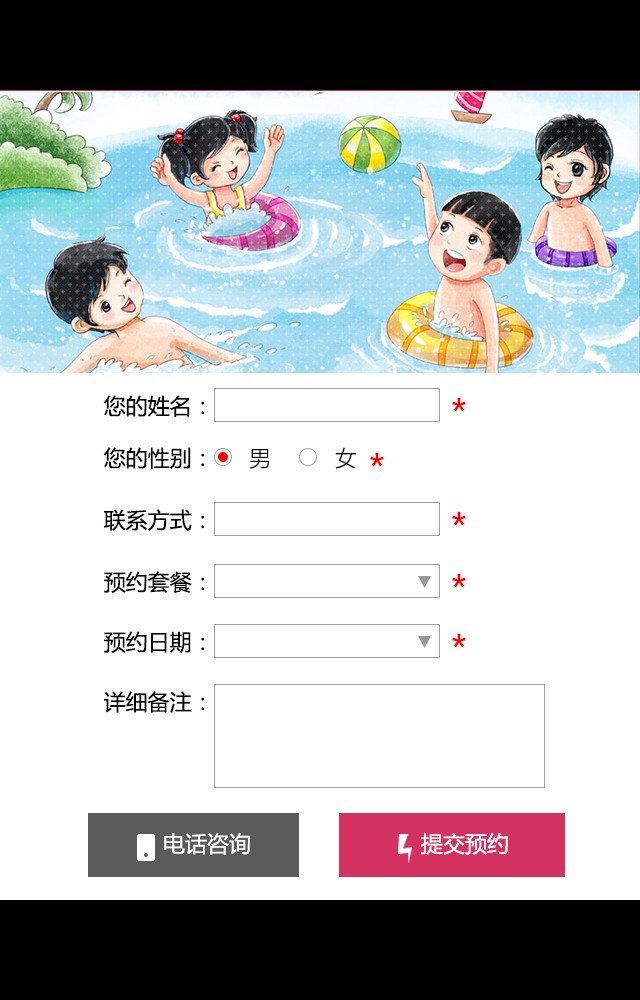 您的姓名： *
您的性别： 男 女 *
联系方式： *
预约套餐： ▼ *
预约日期： ▼ *
详细备注：
电话咨询 提交预约